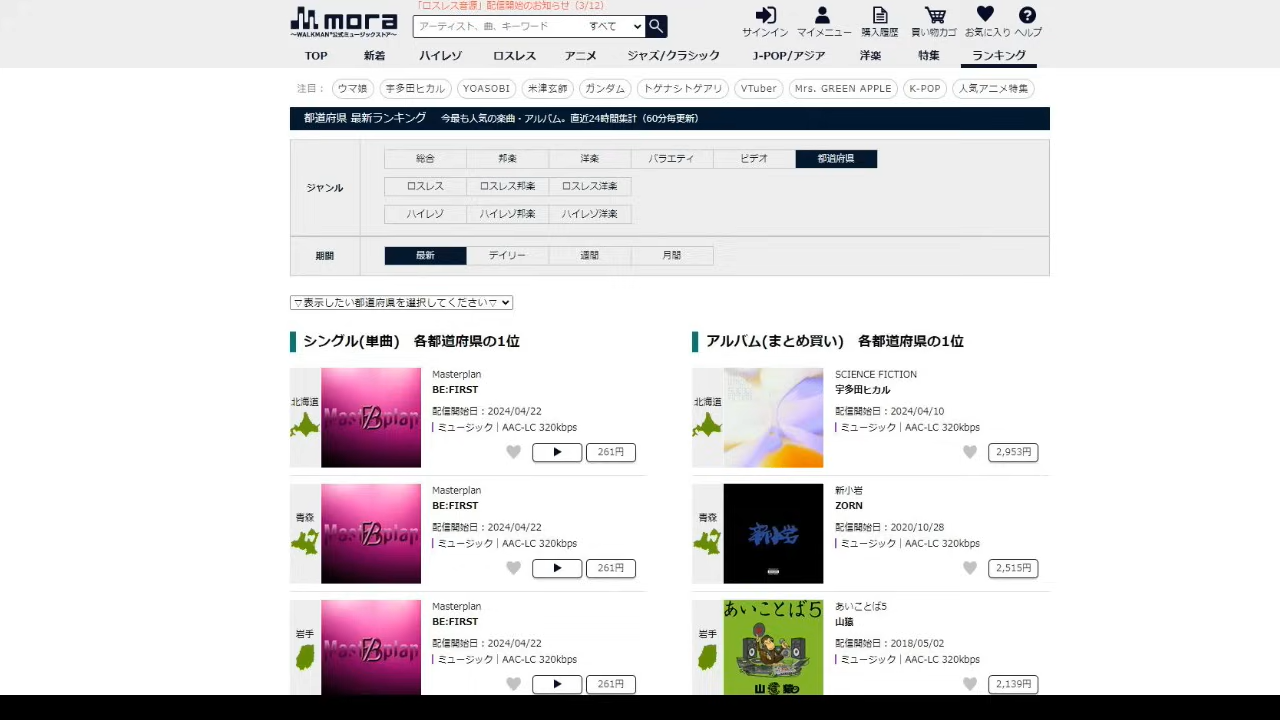 「ロスレス音源」配信開始のお知らせ（3/12）
mora
～WALKMAN®公式ミュージックストア～
アーティスト、曲、キーワード すべて
サインイン マイメニュー 購入履歴 買い物カゴ お気に入り ヘルプ
TOP 新着 ハイレゾ ロスレス アニメ ジャズ/クラシック J-POP/アジア 洋楽 特集 ランキング
注目： ウマ娘 宇多田ヒカル YOASOBI 米津玄師 ガンダム トゲナシトゲアリ VTuber Mrs. GREEN APPLE K-POP 人気アニメ特集
都道府県 最新ランキング 今最も人気の楽曲・アルバム。直近24時間集計（60分毎更新）
ジャンル
総合 邦楽 洋楽 バラエティ ビデオ 都道府県
ロスレス ロスレス邦楽 ロスレス洋楽
ハイレゾ ハイレゾ邦楽 ハイレゾ洋楽
期間 最新 デイリー 週間 月間
▽表示したい都道府県を選択してください▽
シングル(単曲) 各都道府県の1位
北海道
MastFBplan
Masterplan
BE:FIRST
配信開始日：2024/04/22
ミュージック｜AAC-LC 320kbps
261円
青森
MastFBplan
Masterplan
BE:FIRST
配信開始日：2024/04/22
ミュージック｜AAC-LC 320kbps
261円
岩手
MastFBplan
Masterplan
BE:FIRST
配信開始日：2024/04/22
ミュージック｜AAC-LC 320kbps
261円
アルバム(まとめ買い) 各都道府県の1位
北海道
SCIENCE FICTION
宇多田ヒカル
配信開始日：2024/04/10
ミュージック｜AAC-LC 320kbps
2,953円
青森
新小岩
新小岩
ZORN
配信開始日：2020/10/28
ミュージック｜AAC-LC 320kbps
2,515円
岩手
あいことば5
山猿
あいことば5
山猿
配信開始日：2018/05/02
ミュージック｜AAC-LC 320kbps
2,139円